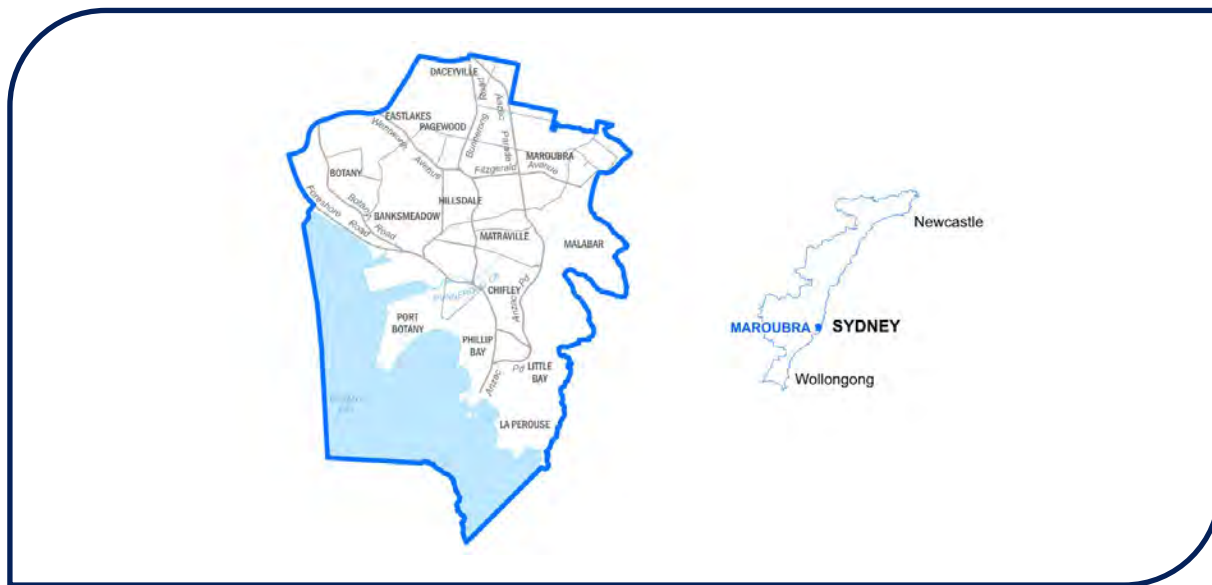 DACEYVILLE
Road
Anzac Parade
EASTLAKES
PAGEWOOD
Bunnerong
Wentworth Avenue
MAROUBRA
Fitzgerald Avenue
BOTANY
Botany Road
HILLSDALE
Foreshore Road
BANKSMEADOW
MATRAVILLE
MALABAR
CHIFLEY
Anzac Pd
PORT
BOTANY
PHILLIP
BAY
LITTLE
BAY
Anzac Pd
LA PEROUSE
Newcastle
MAROUBRA
SYDNEY
Wollongong